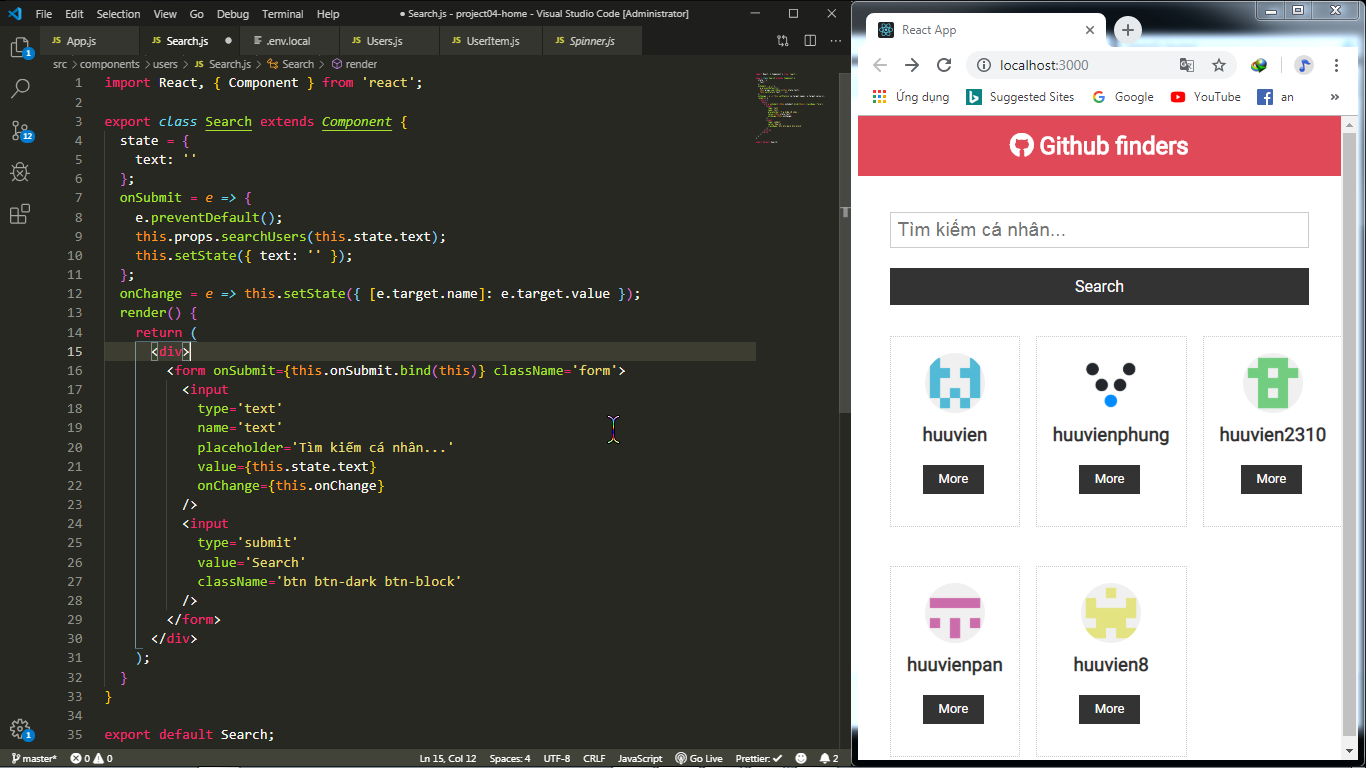 File Edit Selection View Go Debug Terminal Help
● Search.js - project04-home - Visual Studio Code [Administrator]
JS App.js
JS Search.js ●
.env.local
JS Users.js
JS UserItem.js
JS Spinner.js
src > components > users > JS Search.js > Search > render
1 import React, { Component } from 'react';
2
3 export class Search extends Component {
4 state = {
5 text: ''
6 };
7 onSubmit = e => {
8 e.preventDefault();
9 this.props.searchUsers(this.state.text);
10 this.setState({ text: '' });
11 };
12 onChange = e => this.setState({ [e.target.name]: e.target.value });
13 render() {
14 return (
15 <div>
16 <form onSubmit={this.onSubmit.bind(this)} className='form'>
17 <input
18 type='text'
19 name='text'
20 placeholder='Tìm kiếm cá nhân...'
21 value={this.state.text}
22 onChange={this.onChange}
23 />
24 <input
25 type='submit'
26 value='Search'
27 className='btn btn-dark btn-block'
28 />
29 </form>
30 </div>
31 );
32 }
33 }
34
35 export default Search;
1
12
1
master* 0 0
Ln 15, Col 12 Spaces: 4 UTF-8 CRLF JavaScript Go Live Prettier: ✓ 2
React App
localhost:3000
Ứng dụng Suggested Sites Google YouTube an »
Github finders
Tìm kiếm cá nhân...
Search
huuvien
More
huuvienphung
More
huuvien2310
More
huuvienpan
More
huuvien8
More